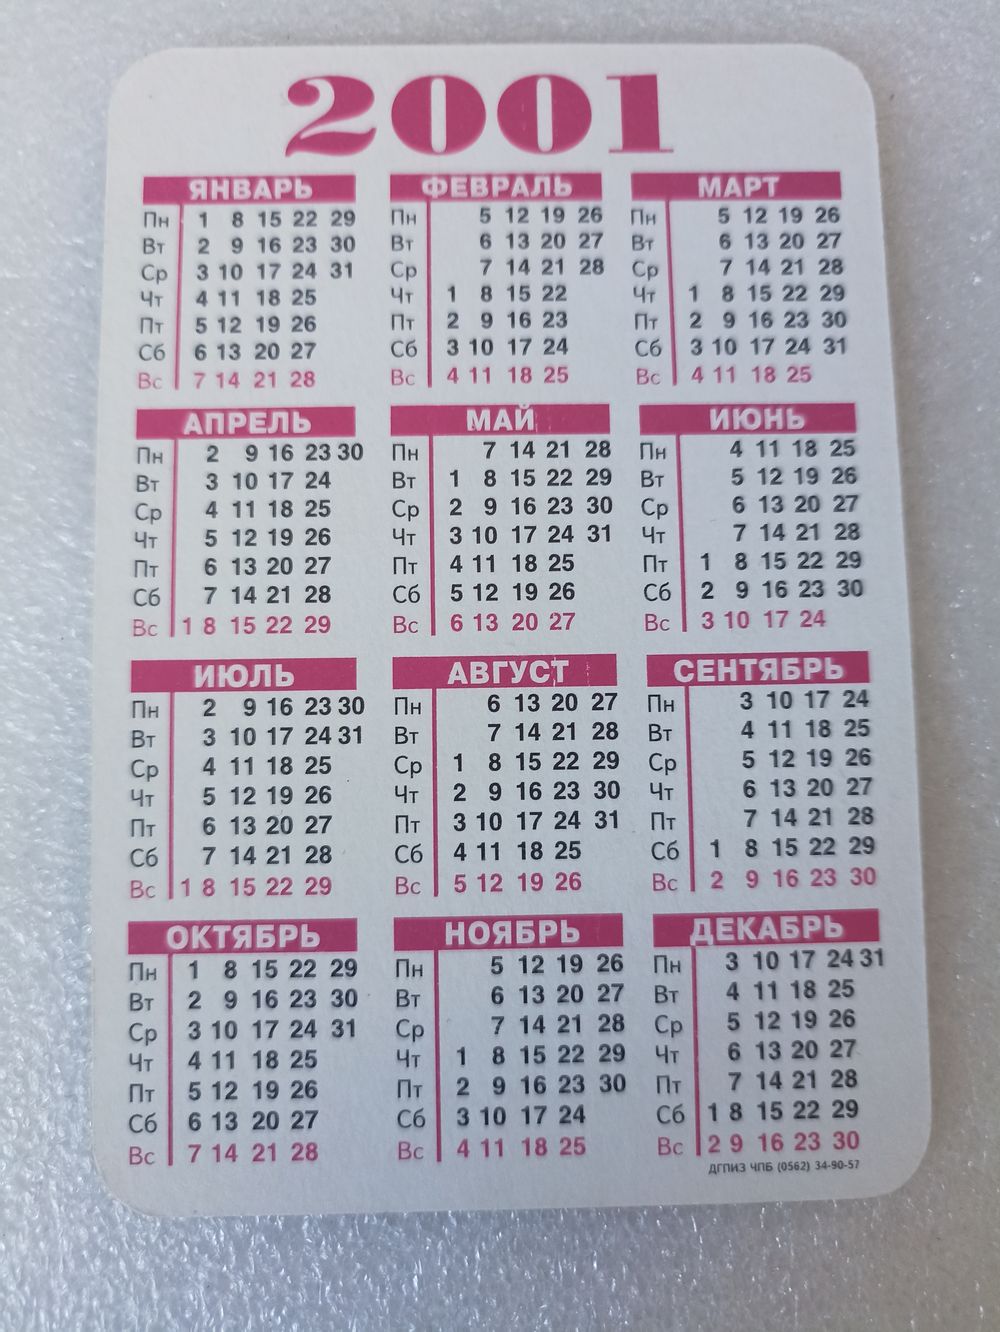 2001
ЯНВАРЬ ФЕВРАЛЬ МАРТ
Пн 1 8 15 22 29 Пн 5 12 19 26 Пн 5 12 19 26
Вт 2 9 16 23 30 Вт 6 13 20 27 Вт 6 13 20 27
Ср 3 10 17 24 31 Ср 7 14 21 28 Ср 7 14 21 28
Чт 4 11 18 25 Чт 1 8 15 22 Чт 1 8 15 22 29
Пт 5 12 19 26 Пт 2 9 16 23 Пт 2 9 16 23 30
Сб 6 13 20 27 Сб 3 10 17 24 Сб 3 10 17 24 31
Вс 7 14 21 28 Вс 4 11 18 25 Вс 4 11 18 25
АПРЕЛЬ МАЙ ИЮНЬ
Пн 2 9 16 23 30 Пн 7 14 21 28 Пн 4 11 18 25
Вт 3 10 17 24 Вт 1 8 15 22 29 Вт 5 12 19 26
Ср 4 11 18 25 Ср 2 9 16 23 30 Ср 6 13 20 27
Чт 5 12 19 26 Чт 3 10 17 24 31 Чт 7 14 21 28
Пт 6 13 20 27 Пт 4 11 18 25 Пт 1 8 15 22 29
Сб 7 14 21 28 Сб 5 12 19 26 Сб 2 9 16 23 30
Вс 1 8 15 22 29 Вс 6 13 20 27 Вс 3 10 17 24
ИЮЛЬ АВГУСТ СЕНТЯБРЬ
Пн 2 9 16 23 30 Пн 6 13 20 27 Пн 3 10 17 24
Вт 3 10 17 24 31 Вт 7 14 21 28 Вт 4 11 18 25
Ср 4 11 18 25 Ср 1 8 15 22 29 Ср 5 12 19 26
Чт 5 12 19 26 Чт 2 9 16 23 30 Чт 6 13 20 27
Пт 6 13 20 27 Пт 3 10 17 24 31 Пт 7 14 21 28
Сб 7 14 21 28 Сб 4 11 18 25 Сб 1 8 15 22 29
Вс 1 8 15 22 29 Вс 5 12 19 26 Вс 2 9 16 23 30
ОКТЯБРЬ НОЯБРЬ ДЕКАБРЬ
Пн 1 8 15 22 29 Пн 5 12 19 26 Пн 3 10 17 24 31
Вт 2 9 16 23 30 Вт 6 13 20 27 Вт 4 11 18 25
Ср 3 10 17 24 31 Ср 7 14 21 28 Ср 5 12 19 26
Чт 4 11 18 25 Чт 1 8 15 22 29 Чт 6 13 20 27
Пт 5 12 19 26 Пт 2 9 16 23 30 Пт 7 14 21 28
Сб 6 13 20 27 Сб 3 10 17 24 Сб 1 8 15 22 29
Вс 7 14 21 28 Вс 4 11 18 25 Вс 2 9 16 23 30
ДГПИЗ ЧПБ (0562) 34-90-57